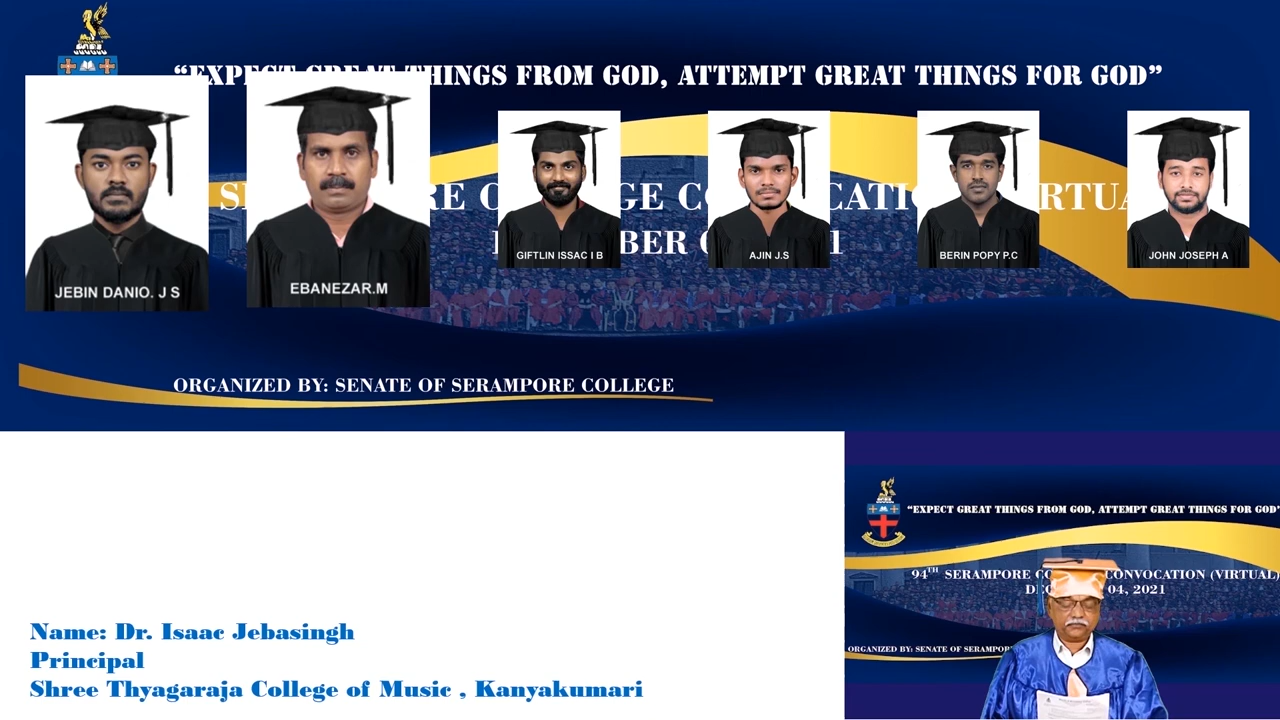 “EXPECT GREAT THINGS FROM GOD, ATTEMPT GREAT THINGS FOR GOD”
JEBIN DANIO. J S
EBANEZAR.M
GIFTLIN ISSAC I B
AJIN J.S
BERIN POPY P.C
JOHN JOSEPH A
ORGANIZED BY: SENATE OF SERAMPORE COLLEGE
Name: Dr. Isaac Jebasingh
Principal
Shree Thyagaraja College of Music , Kanyakumari
“EXPECT GREAT THINGS FROM GOD, ATTEMPT GREAT THINGS FOR GOD”
94TH SERAMPORE CONVOCATION (VIRTUAL)
04, 2021
ORGANIZED BY: SENATE OF